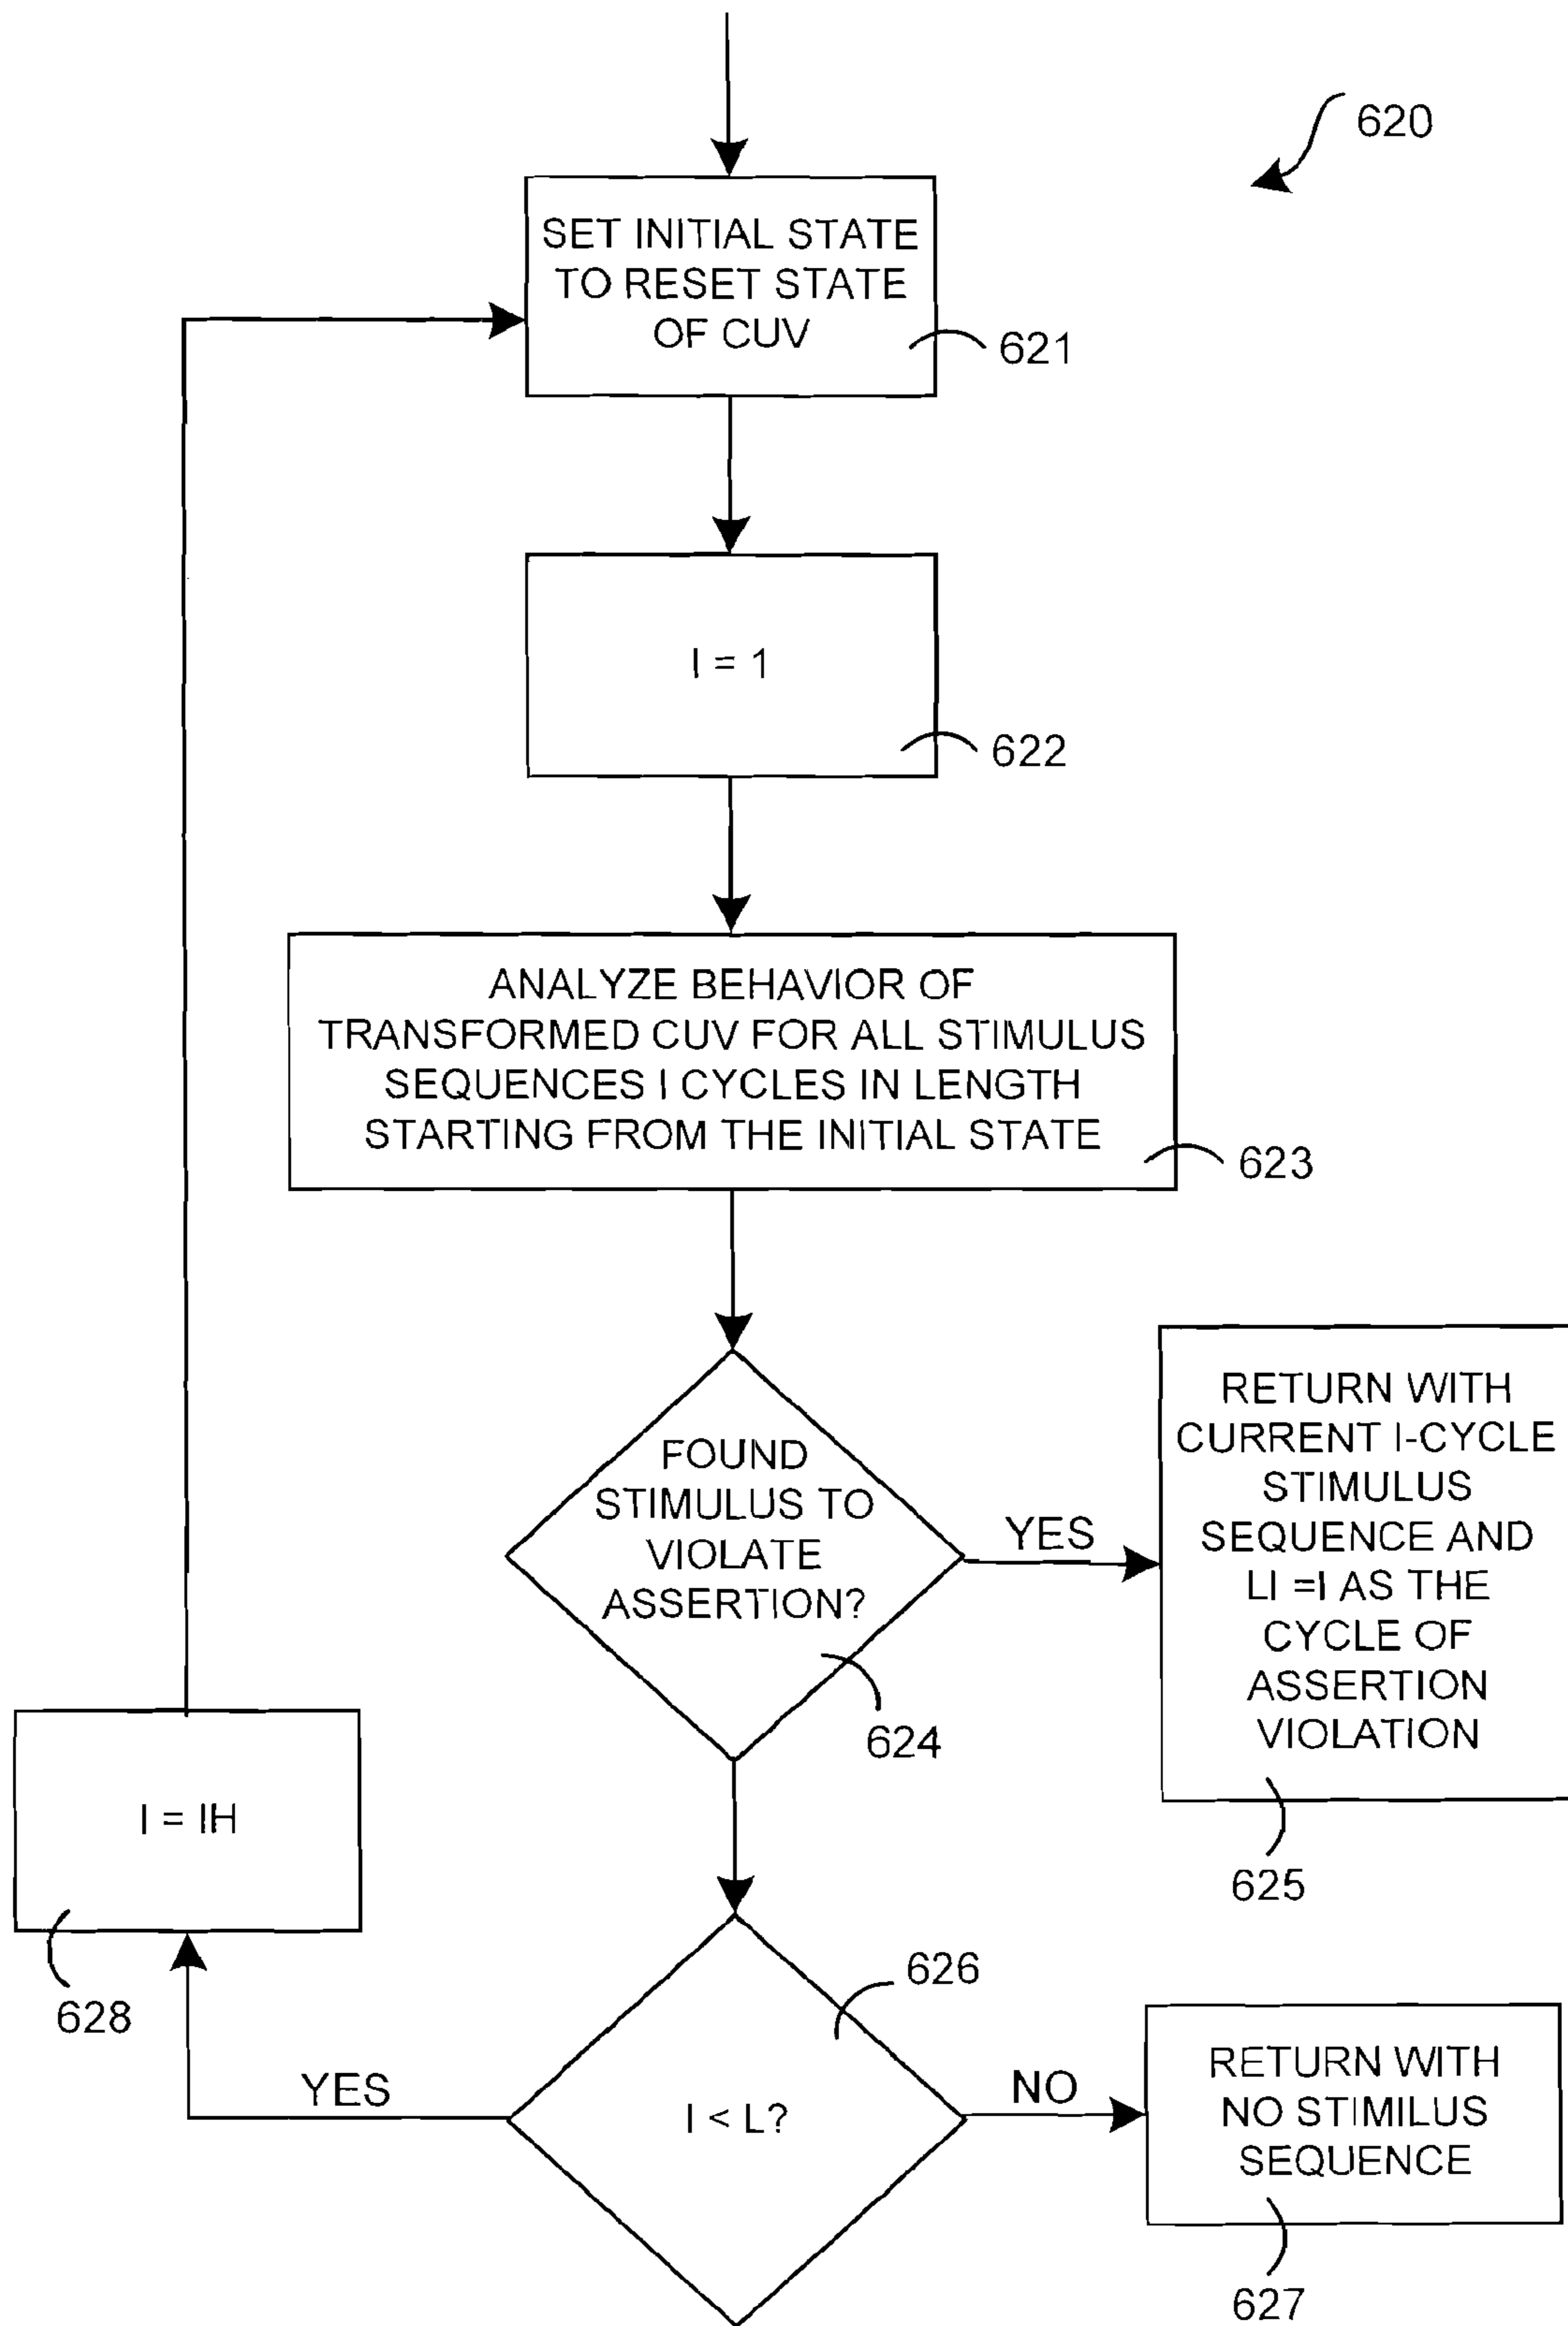 620
SET INITIAL STATE
TO RESET STATE
OF CUV
621
I = 1
622
ANALYZE BEHAVIOR OF
TRANSFORMED CUV FOR ALL STIMULUS
SEQUENCES I CYCLES IN LENGTH
STARTING FROM THE INITIAL STATE
623
FOUND
STIMULUS TO
VIOLATE
ASSERTION?
624
YES
RETURN WITH
CURRENT I-CYCLE
STIMULUS
SEQUENCE AND
LI =I AS THE
CYCLE OF
ASSERTION
VIOLATION
625
I = IH
628
626
I < L?
YES
NO
RETURN WITH
NO STIMILUS
SEQUENCE
627